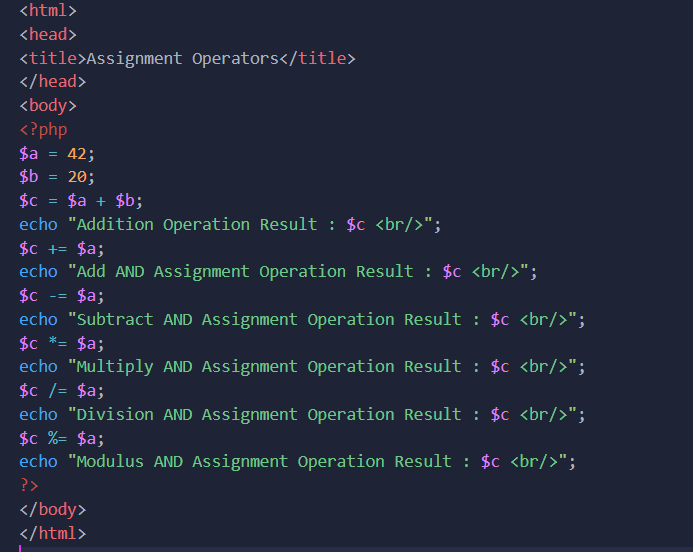 <html>
<head>
<title>Assignment Operators</title>
</head>
<body>
<?php
$a = 42;
$b = 20;
$c = $a + $b;
echo "Addition Operation Result : $c <br/>";
$c += $a;
echo "Add AND Assignment Operation Result : $c <br/>";
$c -= $a;
echo "Subtract AND Assignment Operation Result : $c <br/>";
$c *= $a;
echo "Multiply AND Assignment Operation Result : $c <br/>";
$c /= $a;
echo "Division AND Assignment Operation Result : $c <br/>";
$c %= $a;
echo "Modulus AND Assignment Operation Result : $c <br/>";
?>
</body>
</html>